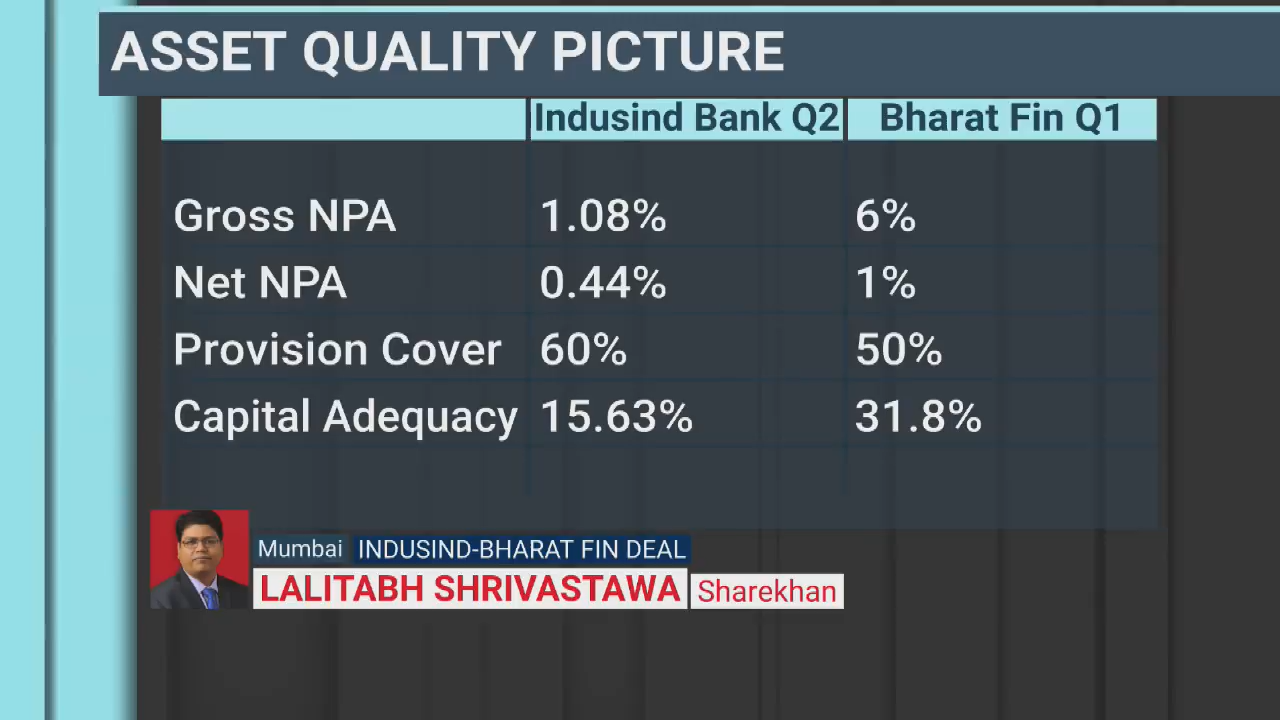 ASSET QUALITY PICTURE
Indusind Bank Q2 Bharat Fin Q1
Gross NPA 1.08% 6%
Net NPA 0.44% 1%
Provision Cover 60% 50%
Capital Adequacy 15.63% 31.8%
Mumbai INDUSIND-BHARAT FIN DEAL
LALITABH SHRIVASTAWA Sharekhan